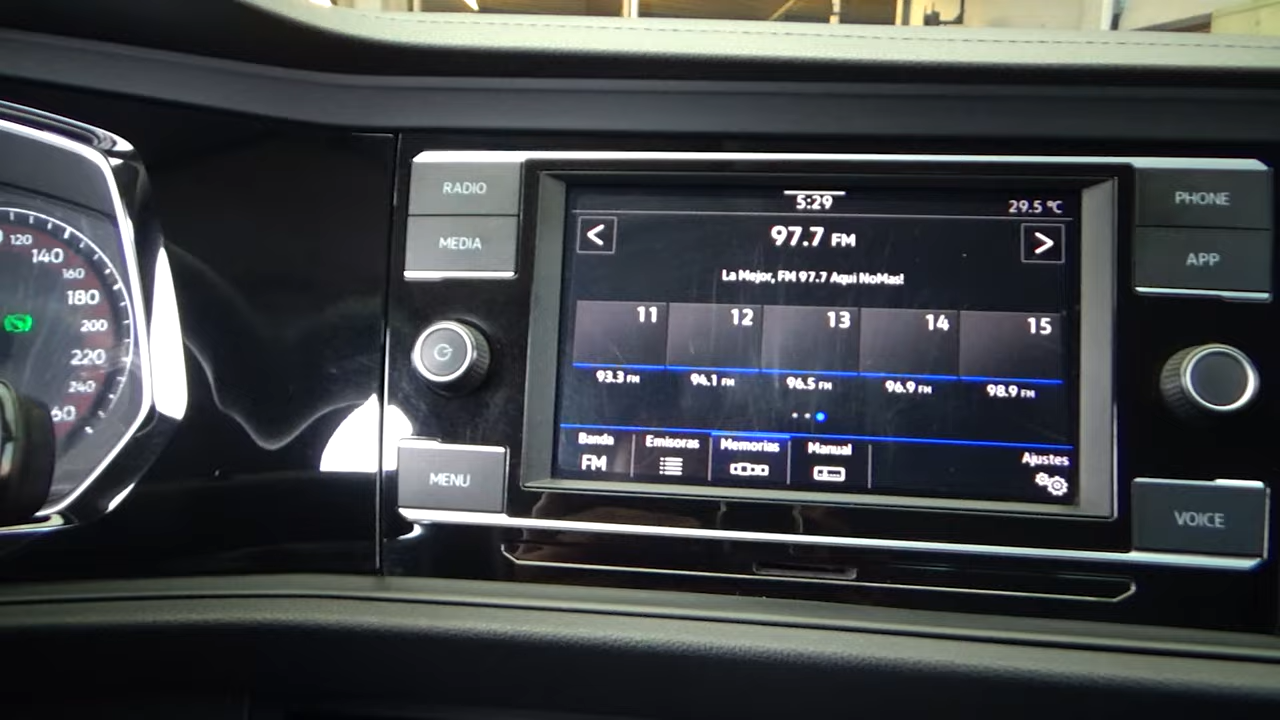 RADIO
MEDIA
MENU
PHONE
APP
VOICE
5:29
29.5 °C
<
97.7 FM
>
La Mejor, FM 97.7 Aqui NoMas!
11
12
13
14
15
93.3 FM
94.1 FM
96.5 FM
96.9 FM
98.9 FM
Banda
FM
Emisoras
Memorias
Manual
Ajustes
120
140
160
180
200
220
240